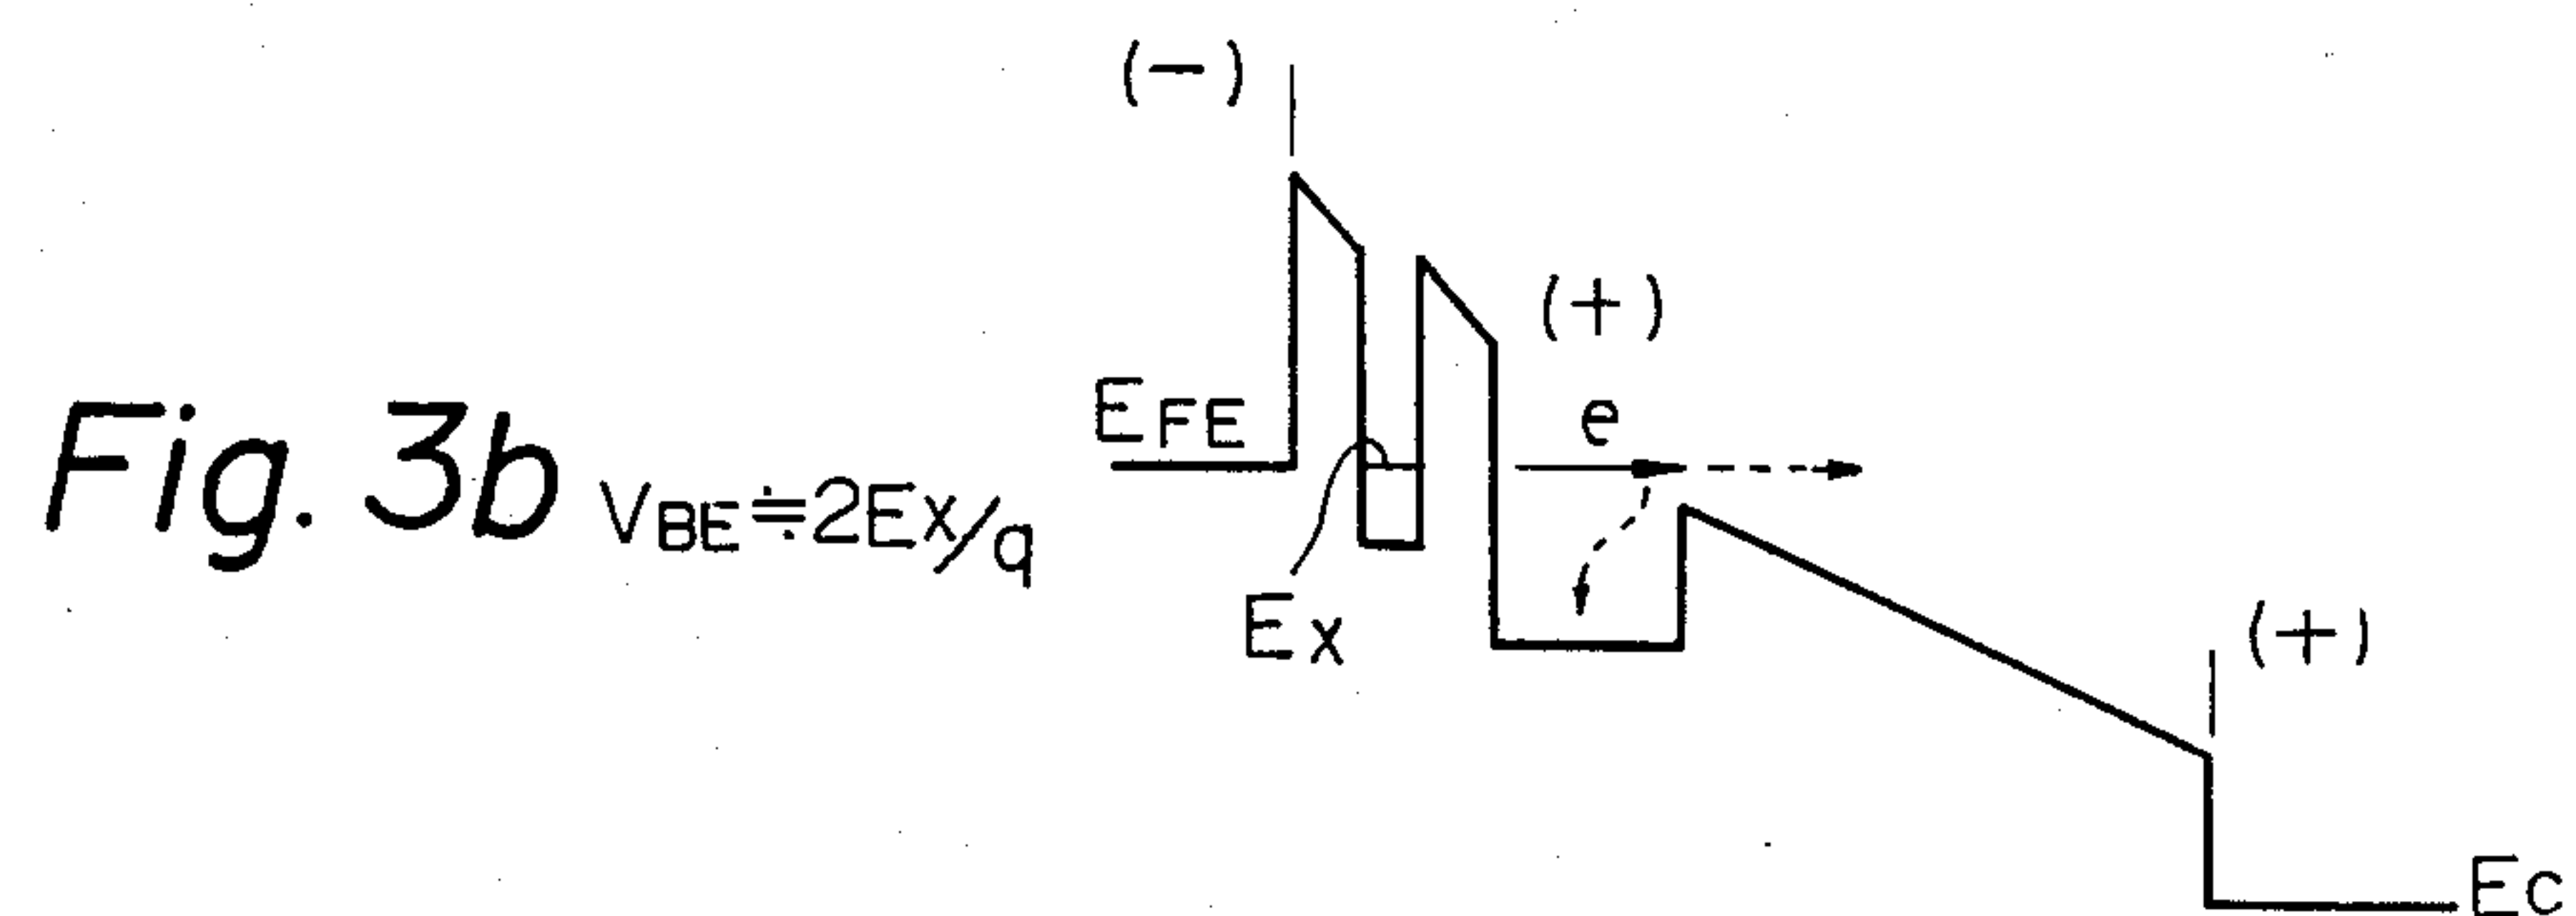 (−)
(+)
EFE
e
Fig. 3b VBE≒2EX/q
Ex
(+)
Ec